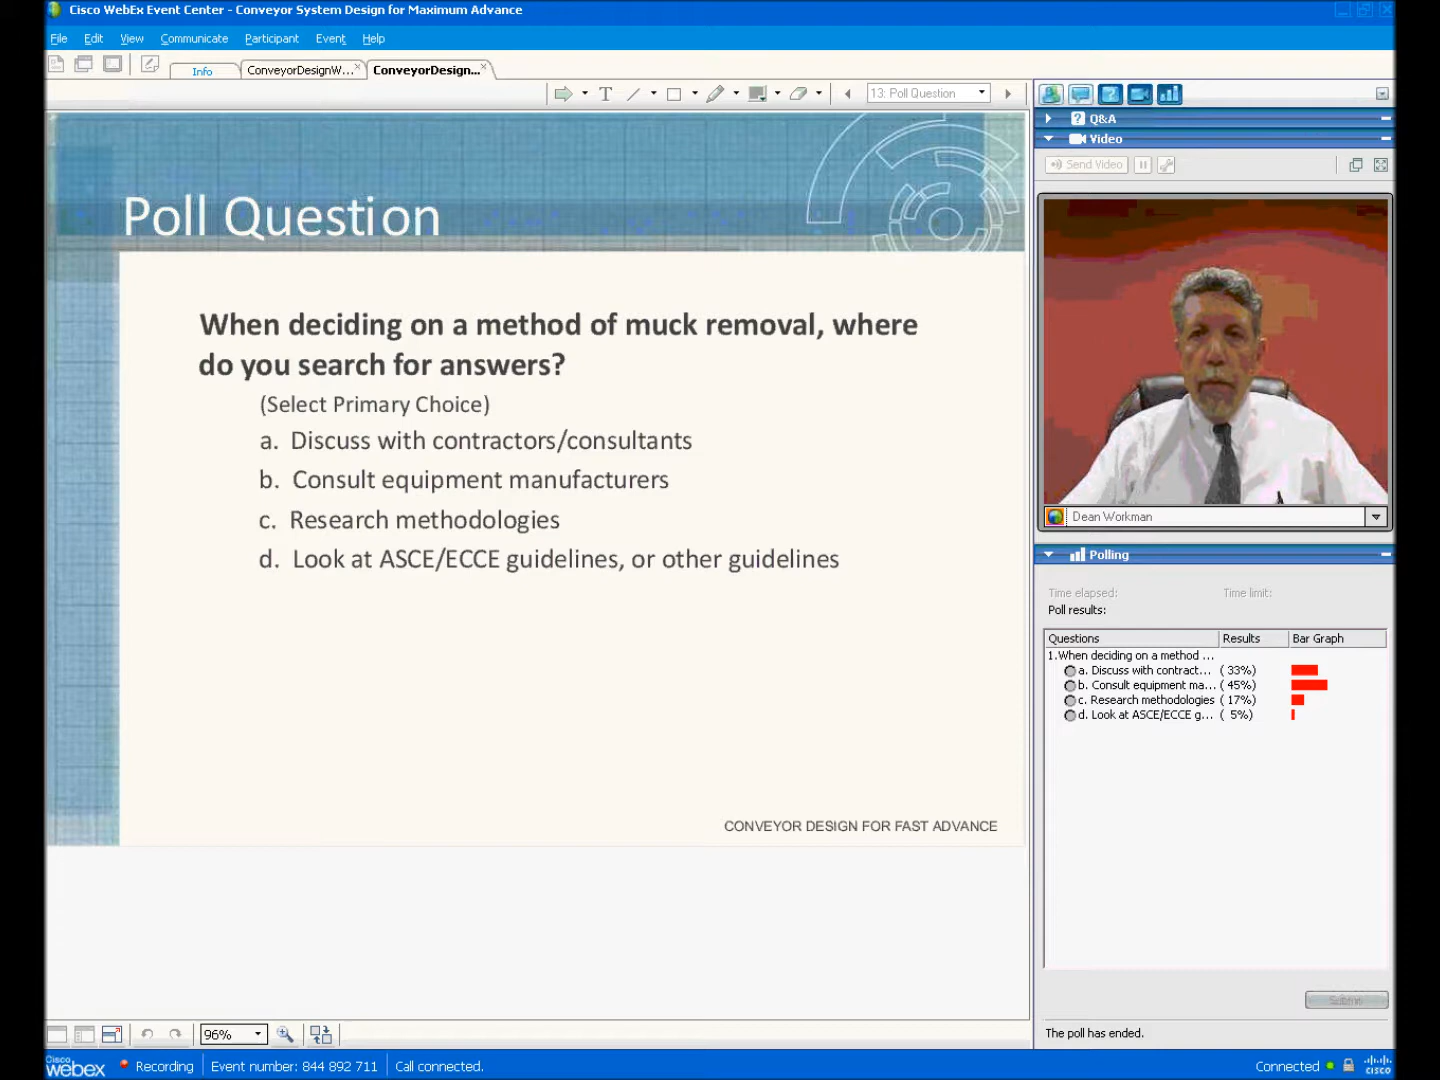 Cisco WebEx Event Center - Conveyor System Design for Maximum Advance
File Edit View Communicate Participant Event Help
Info ConveyorDesignW... ConveyorDesign...
T 13: Poll Question
Q&A
Video
Send Video
Poll Question
When deciding on a method of muck removal, where
do you search for answers?
(Select Primary Choice)
a. Discuss with contractors/consultants
b. Consult equipment manufacturers
c. Research methodologies
d. Look at ASCE/ECCE guidelines, or other guidelines
CONVEYOR DESIGN FOR FAST ADVANCE
Dean Workman
Polling
Time elapsed: Time limit:
Poll results:
Questions Results Bar Graph
1.When deciding on a method ...
a. Discuss with contract... ( 33%)
b. Consult equipment ma... ( 45%)
c. Research methodologies ( 17%)
d. Look at ASCE/ECCE g... ( 5%)
Submit
The poll has ended.
96%
Cisco webex Recording Event number: 844 892 711 Call connected. Connected cisco